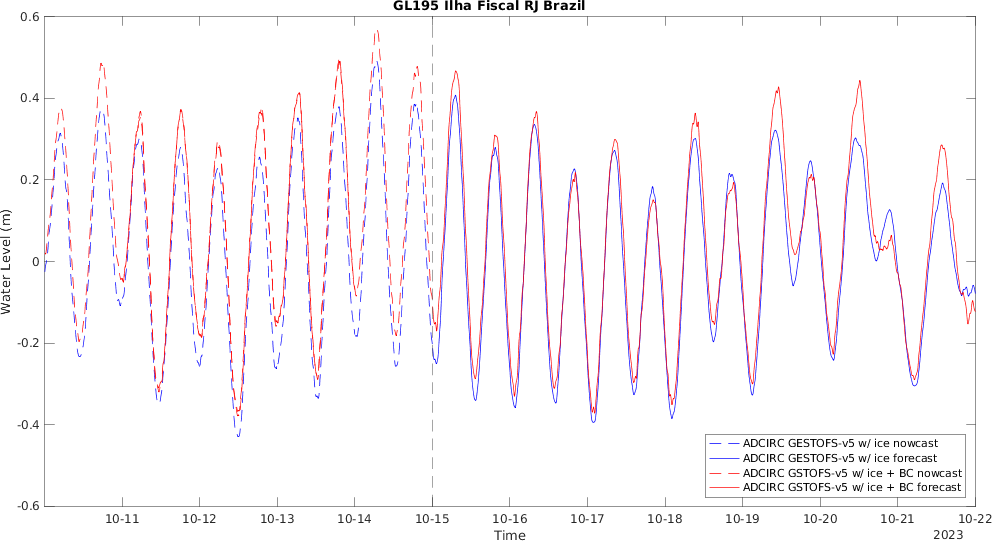 GL195 Ilha Fiscal RJ Brazil
0.6
0.4
0.2
0
-0.2
-0.4
-0.6
Water Level (m)
ADCIRC GESTOFS-v5 w/ ice nowcast
ADCIRC GESTOFS-v5 w/ ice forecast
ADCIRC GSTOFS-v5 w/ ice + BC nowcast
ADCIRC GSTOFS-v5 w/ ice + BC forecast
10-11 10-12 10-13 10-14 10-15 10-16 10-17 10-18 10-19 10-20 10-21 10-22
Time
2023